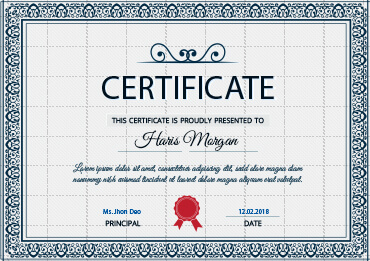 CERTIFICATE
THIS CERTIFICATE IS PROUDLY PRESENTED TO
Haris Morgan
Lorem ipsum dolor sit amet, consectetuer adipiscing elit, sedd olore magna diam
nonummy nibh euismod tincidunt ut laoreet dolore magna aliquam erat volutpat.
Ms.Jhon Deo
12.02.2018
PRINCIPAL
DATE